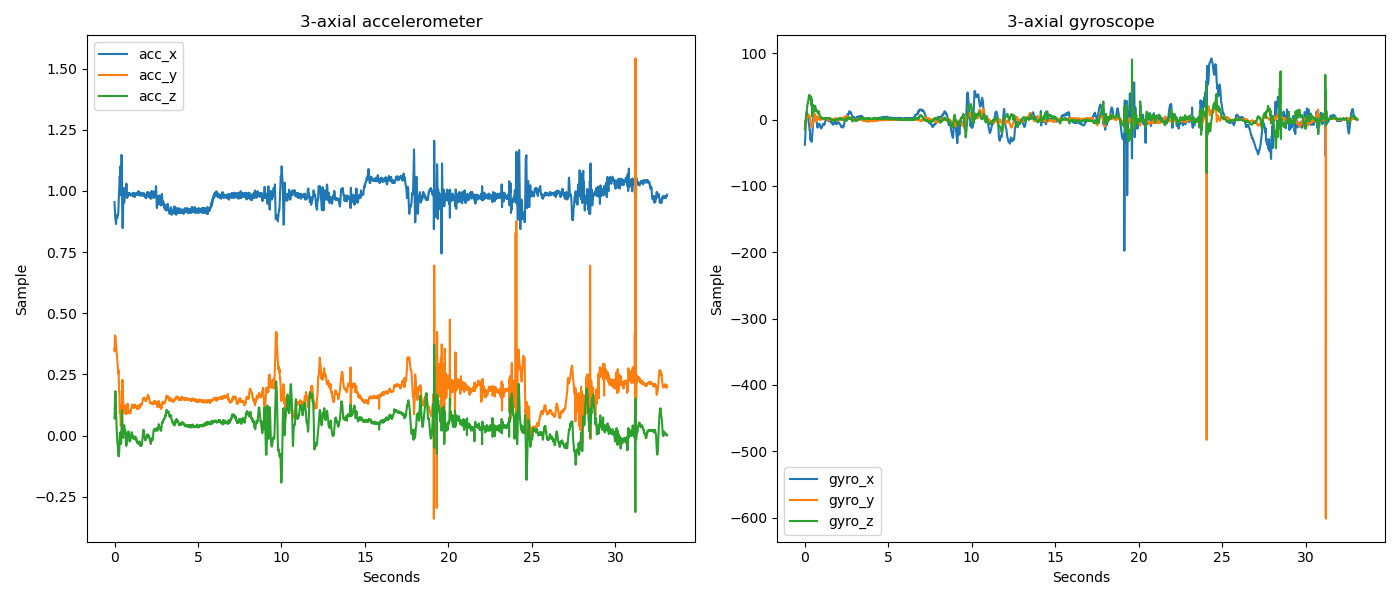 3-axial accelerometer
acc_x
acc_y
acc_z
1.50
1.25
1.00
0.75
0.50
0.25
0.00
−0.25
Sample
0
5
10
15
20
25
30
Seconds
3-axial gyroscope
100
0
−100
−200
−300
−400
−500
−600
Sample
gyro_x
gyro_y
gyro_z
0
5
10
15
20
25
30
Seconds